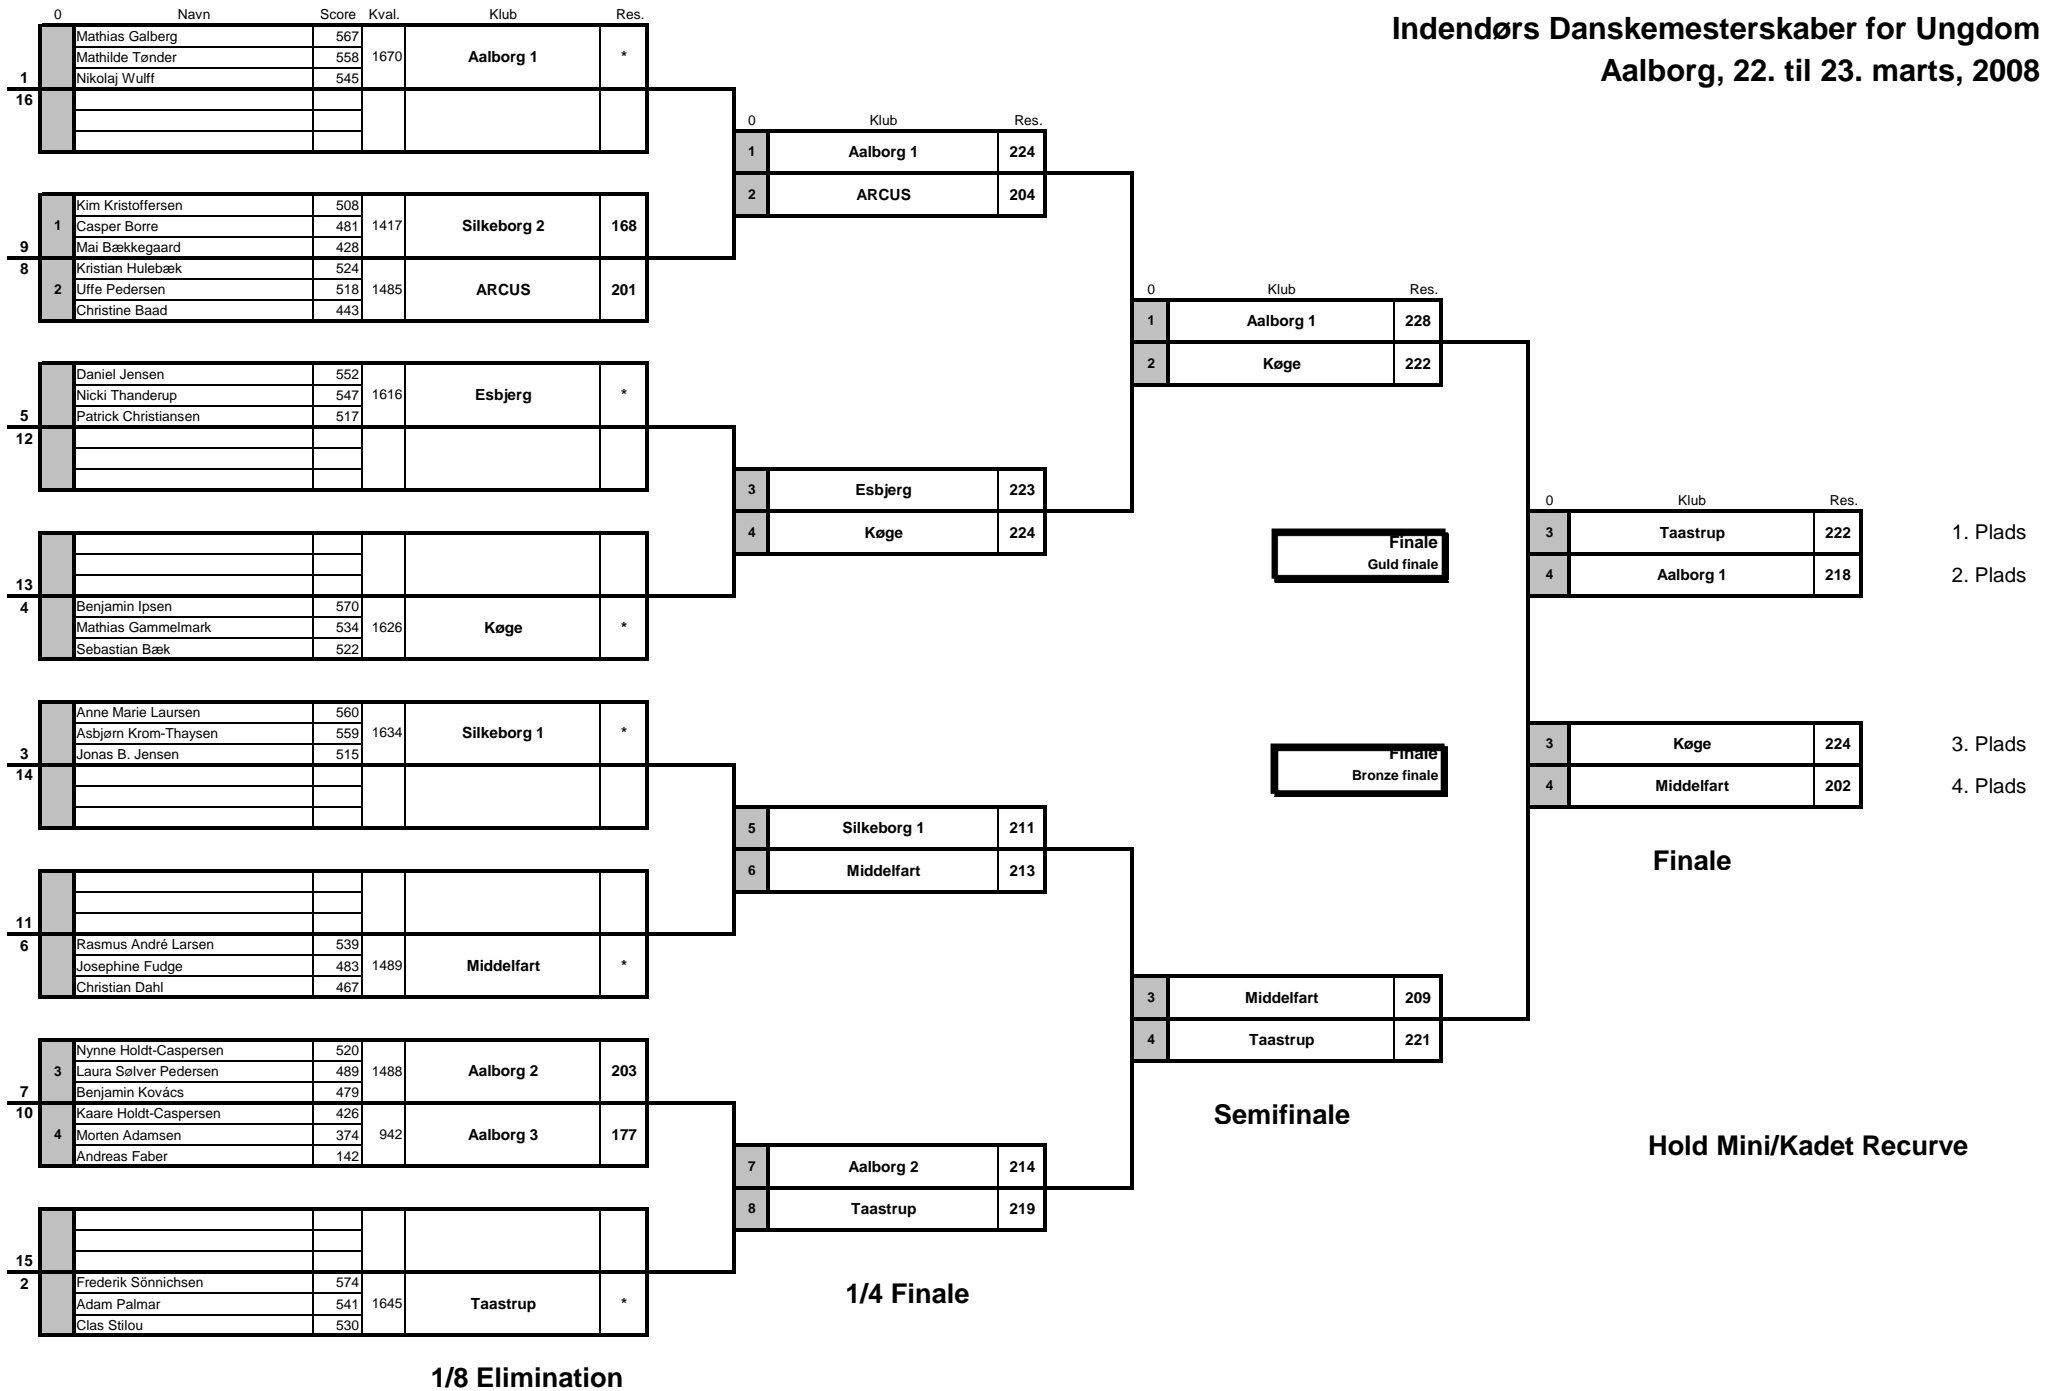 Indendørs Danskemesterskaber for Ungdom
Aalborg, 22. til 23. marts, 2008
0 Navn Score Kval. Klub Res.
Mathias Galberg 567
Mathilde Tønder 558 1670 Aalborg 1 *
1 Nikolaj Wulff 545
16
Kim Kristoffersen 508
1 Casper Borre 481 1417 Silkeborg 2 168
9 Mai Bækkegaard 428
8 Kristian Hulebæk 524
2 Uffe Pedersen 518 1485 ARCUS 201
Christine Baad 443
Daniel Jensen 552
Nicki Thanderup 547 1616 Esbjerg *
5 Patrick Christiansen 517
12
13
4 Benjamin Ipsen 570
Mathias Gammelmark 534 1626 Køge *
Sebastian Bæk 522
Anne Marie Laursen 560
Asbjørn Krom-Thaysen 559 1634 Silkeborg 1 *
3 Jonas B. Jensen 515
14
11
6 Rasmus André Larsen 539
Josephine Fudge 483 1489 Middelfart *
Christian Dahl 467
Nynne Holdt-Caspersen 520
3 Laura Sølver Pedersen 489 1488 Aalborg 2 203
7 Benjamin Kovács 479
10 Kaare Holdt-Caspersen 426
4 Morten Adamsen 374 942 Aalborg 3 177
Andreas Faber 142
15
2 Frederik Sönnichsen 574
Adam Palmar 541 1645 Taastrup *
Clas Stilou 530
1/8 Elimination
0 Klub Res.
1 Aalborg 1 224
2 ARCUS 204
3 Esbjerg 223
4 Køge 224
5 Silkeborg 1 211
6 Middelfart 213
7 Aalborg 2 214
8 Taastrup 219
1/4 Finale
0 Klub Res.
1 Aalborg 1 228
2 Køge 222
3 Middelfart 209
4 Taastrup 221
Semifinale
Finale
Guld finale
0 Klub Res.
3 Taastrup 222 1. Plads
4 Aalborg 1 218 2. Plads
Finale
Bronze finale
3 Køge 224 3. Plads
4 Middelfart 202 4. Plads
Finale
Hold Mini/Kadet Recurve